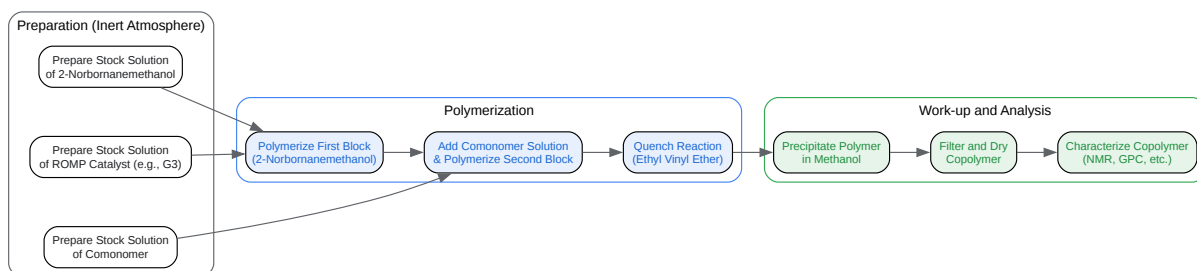 Preparation (Inert Atmosphere)
Prepare Stock Solution
of 2-Norbornanemethanol
Prepare Stock Solution
of ROMP Catalyst (e.g., G3)
Prepare Stock Solution
of Comonomer
Polymerization
Polymerize First Block
(2-Norbornanemethanol)
Add Comonomer Solution
& Polymerize Second Block
Quench Reaction
(Ethyl Vinyl Ether)
Work-up and Analysis
Precipitate Polymer
in Methanol
Filter and Dry
Copolymer
Characterize Copolymer
(NMR, GPC, etc.)